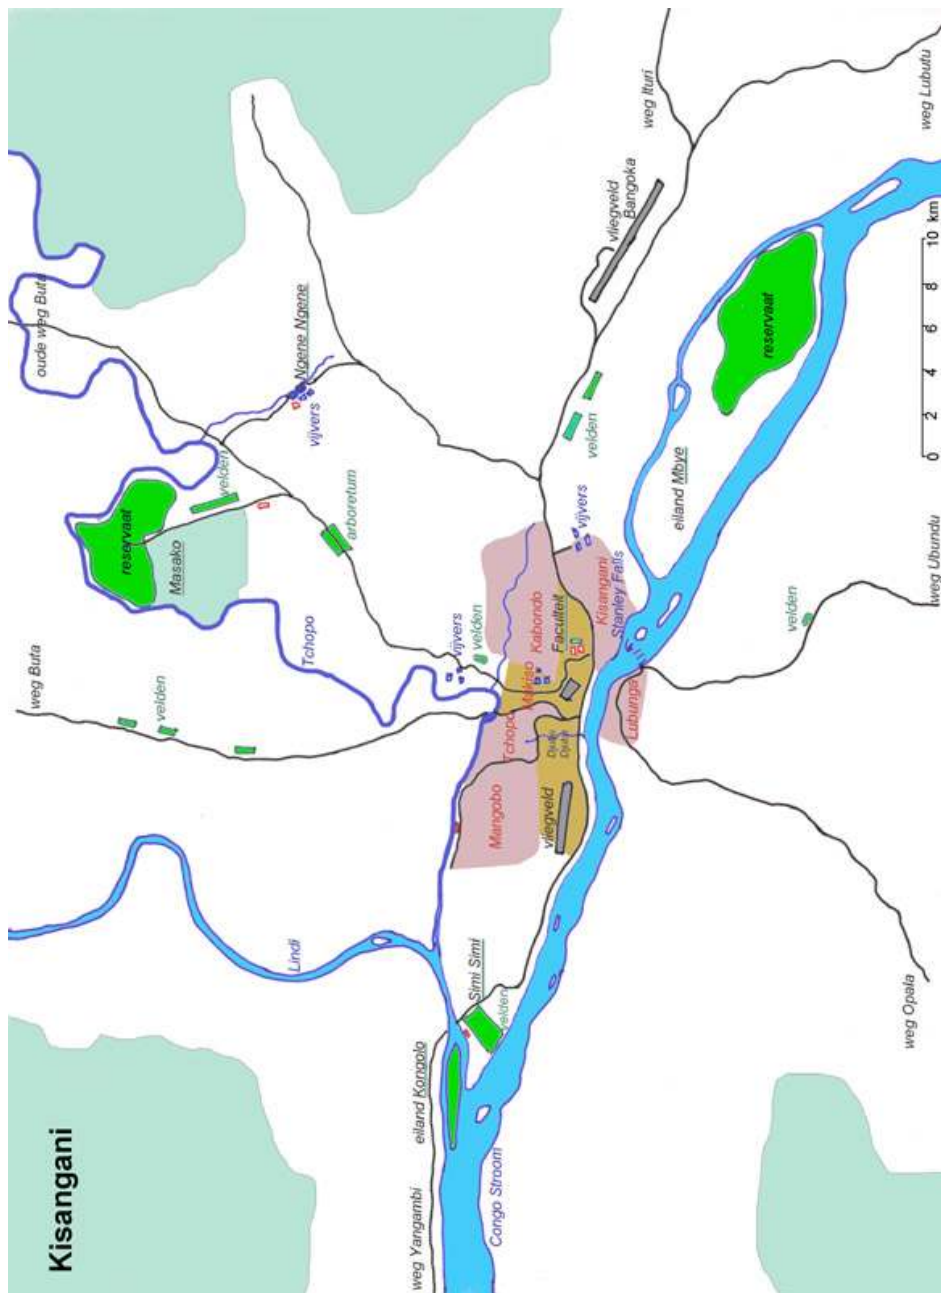 Kisangani
weg Buta
oude weg Buta
reservaat
velden
Masako
velden
Lindi
Tchopo
Ngene Ngene
vijvers
arboretum
weg Yangambi
eiland Kongolo
vijvers
Simi Simi
velden
Congo Stroom
Mangobo
velden
Tchopo
Makiso
Kabondo
vliegveld
Faculteit
vijvers
velden
Kisangani
Stanley Falls
vliegveld
Bangoka
Lubunga
weg Ituri
eiland Mbye
reservaat
velden
weg Opala
weg Ubundu
weg Lubutu
0 2 4 6 8 10 km